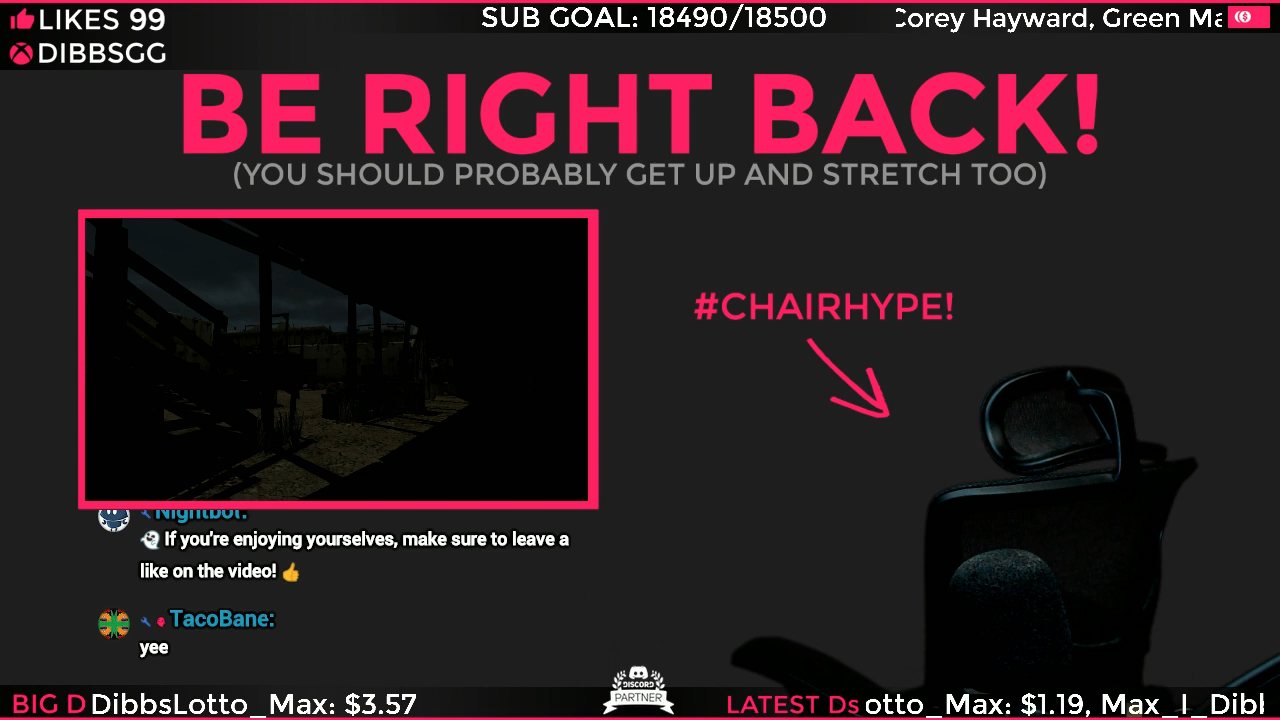 LIKES 99
SUB GOAL: 18490/18500
Corey Hayward, Green Ma
DIBBSGG
BE RIGHT BACK!
(YOU SHOULD PROBABLY GET UP AND STRETCH TOO)
#CHAIRHYPE!
Nightbot:
If you're enjoying yourselves, make sure to leave a
like on the video!
TacoBane:
yee
DISCORD
PARTNER
BIG D DibbsLotto_Max: $3.57
LATEST Ds otto_Max: $1.19, Max_I_Dibl